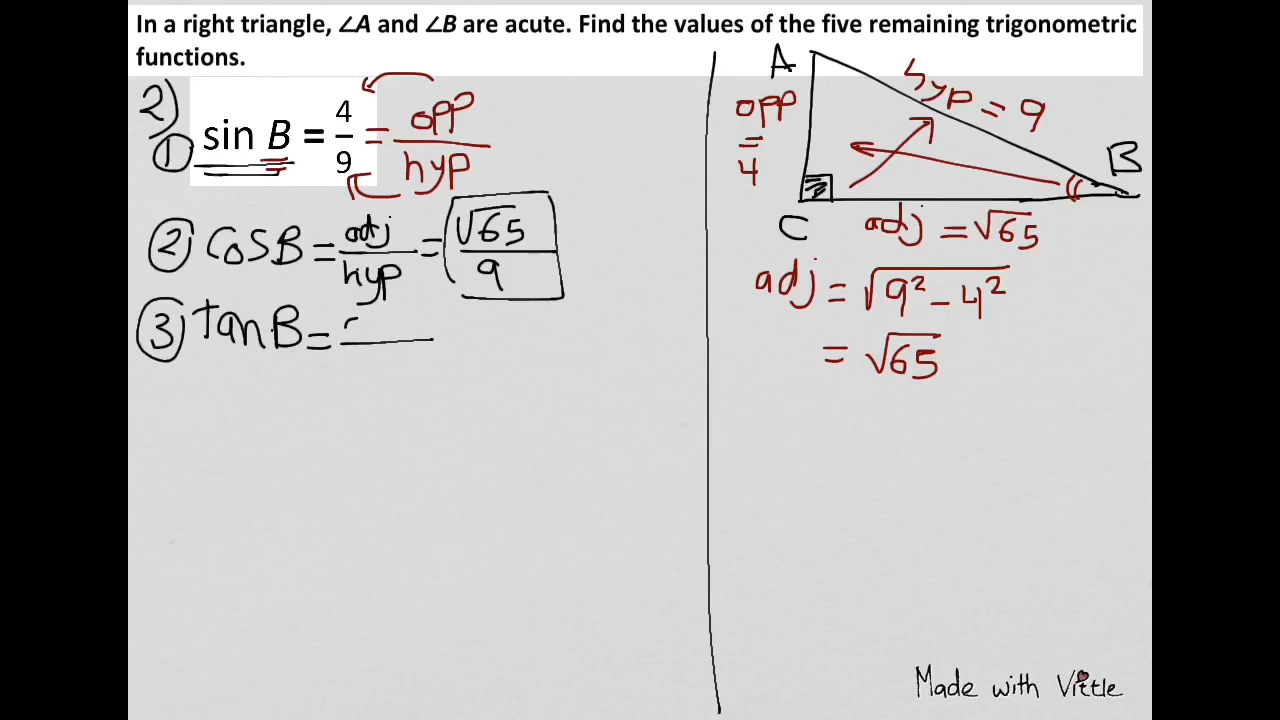 In a right triangle, ∠A and ∠B are acute. Find the values of the five remaining trigonometric
functions.
2)
① sin B = 4/9 = opp/hyp
② cosB = adj/hyp = √65/9
③ tanB =
A
hyp = 9
opp
=
4
B
C
adj = √65
adj = √9² - 4²
= √65
Made with Vittle